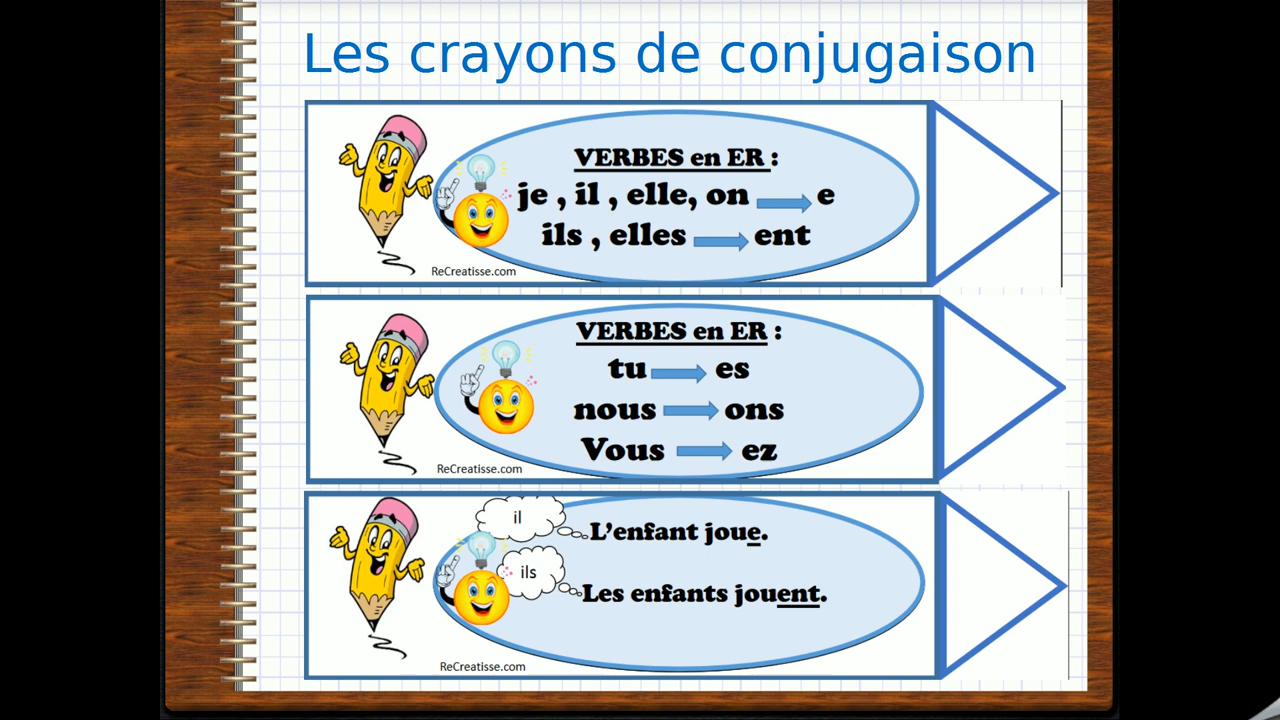 Les crayons de conjugaison
VERBES en ER :
je , il , elle, on e
ils , elles ent
ReCreatisse.com
VERBES en ER :
tu es
nous ons
Vous ez
ReCreatisse.com
il
L’enfant joue.
ils
Les enfants jouent.
ReCreatisse.com